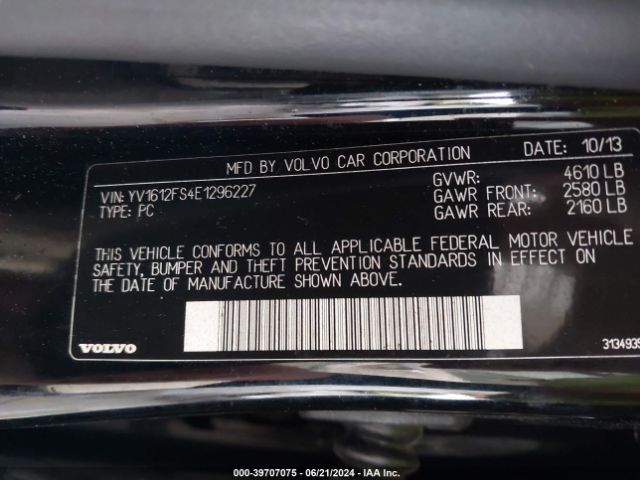 MFD BY VOLVO CAR CORPORATION DATE: 10/13
VIN: YV1612FS4E1296227 GVWR: 4610 LB
TYPE: PC GAWR FRONT: 2580 LB
GAWR REAR: 2160 LB
THIS VEHICLE CONFORMS TO ALL APPLICABLE FEDERAL MOTOR VEHICLE
SAFETY, BUMPER AND THEFT PREVENTION STANDARDS IN EFFECT ON
THE DATE OF MANUFACTURE SHOWN ABOVE.
VOLVO
000-39707075 - 06/21/2024 - IAA Inc.